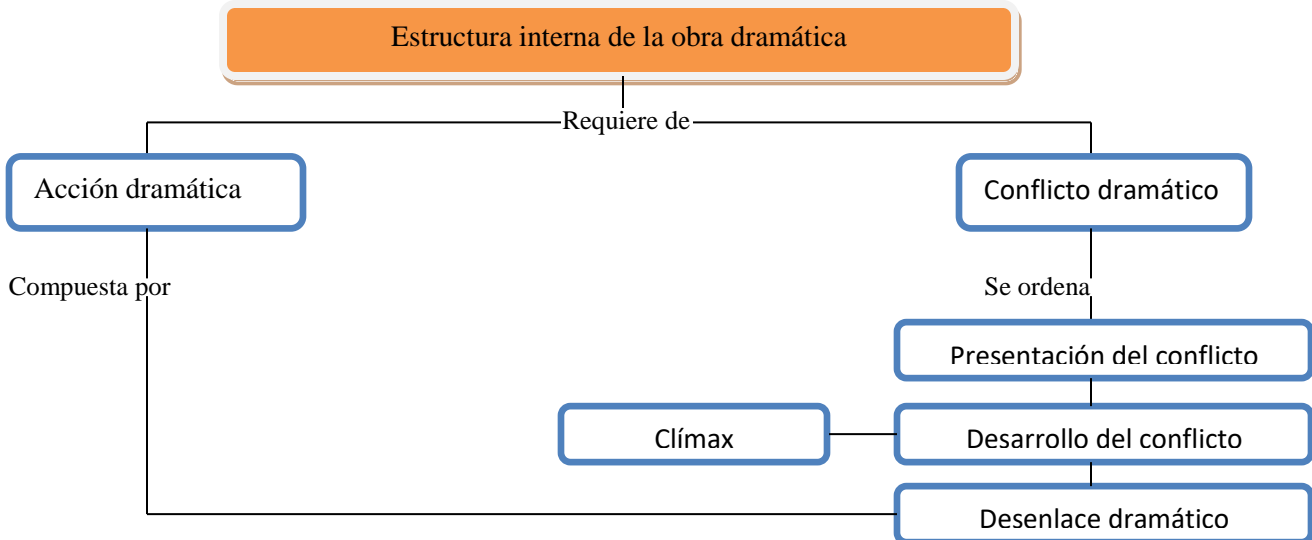 Estructura interna de la obra dramática
Requiere de
Acción dramática
Conflicto dramático
Compuesta por
Se ordena
Presentación del conflicto
Clímax
Desarrollo del conflicto
Desenlace dramático